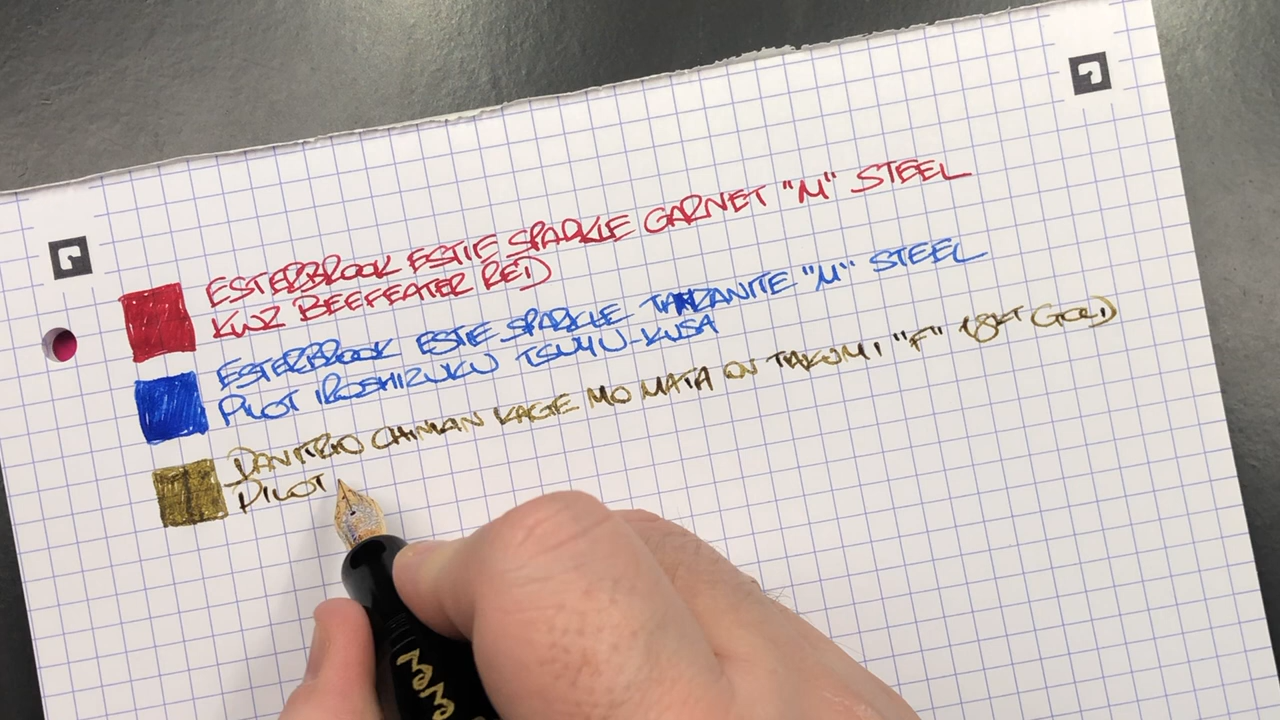 ESTERBROOK ESTIE SPARKLE GARNET "M" STEEL
KWZ BEEFEATER RED
ESTERBROOK ESTIE SPARKLE TANZANITE "M" STEEL
PILOT IROSHIZUKU TSUYU-KUSA
DANITRIO CHINKIN KAGE MO MATA ON TAKUMI "F" 18KT GOLD
PILOT